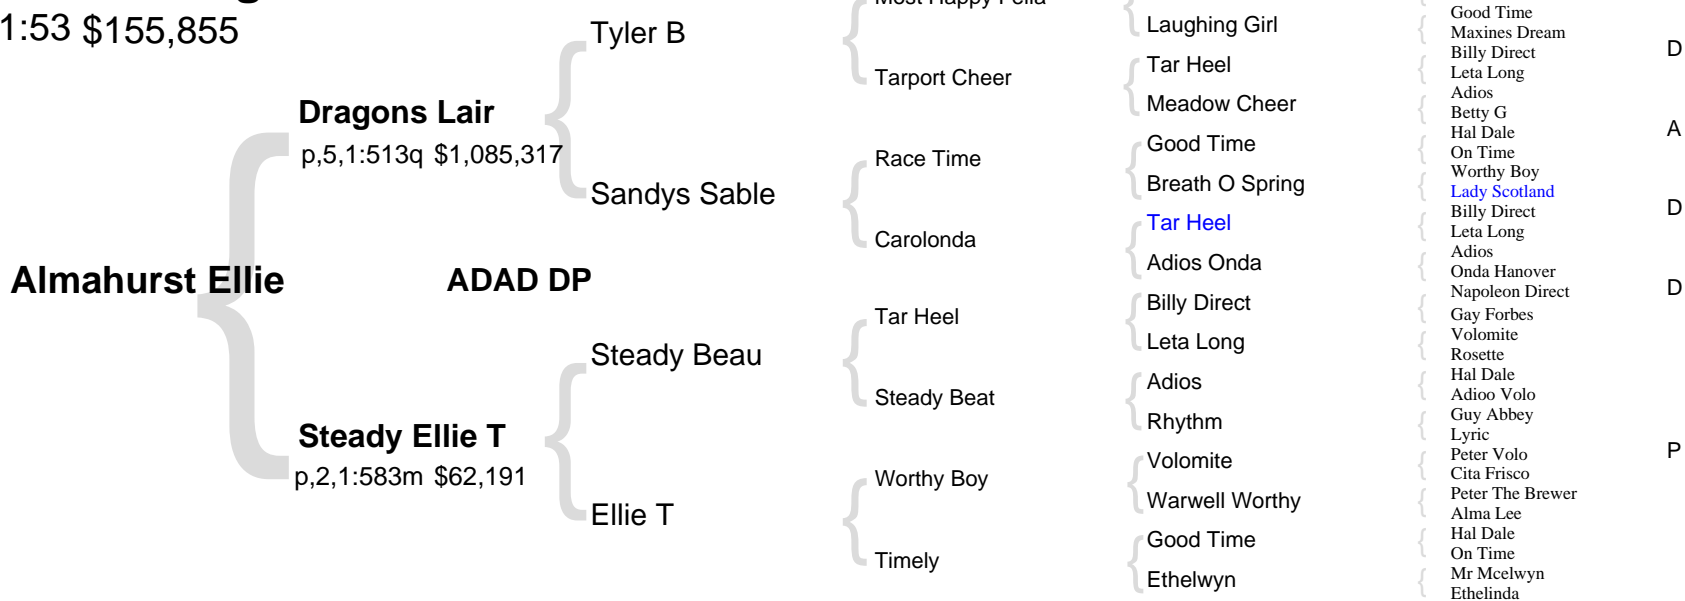 1:53 $155,855
Dragons Lair
p,5,1:513q $1,085,317
Almahurst Ellie
ADAD DP
Steady Ellie T
p,2,1:583m $62,191
Tyler B
Sandys Sable
Steady Beau
Ellie T
Most Happy Fella
Tarport Cheer
Race Time
Carolonda
Tar Heel
Steady Beat
Worthy Boy
Timely
Laughing Girl
Tar Heel
Meadow Cheer
Good Time
Breath O Spring
Tar Heel
Adios Onda
Billy Direct
Leta Long
Adios
Rhythm
Volomite
Warwell Worthy
Good Time
Ethelwyn
Good Time
Maxines Dream
Billy Direct
Leta Long
Adios
Betty G
Hal Dale
On Time
Worthy Boy
Lady Scotland
Billy Direct
Leta Long
Adios
Onda Hanover
Napoleon Direct
Gay Forbes
Volomite
Rosette
Hal Dale
Adioo Volo
Guy Abbey
Lyric
Peter Volo
Cita Frisco
Peter The Brewer
Alma Lee
Hal Dale
On Time
Mr Mcelwyn
Ethelinda
D
A
D
D
P